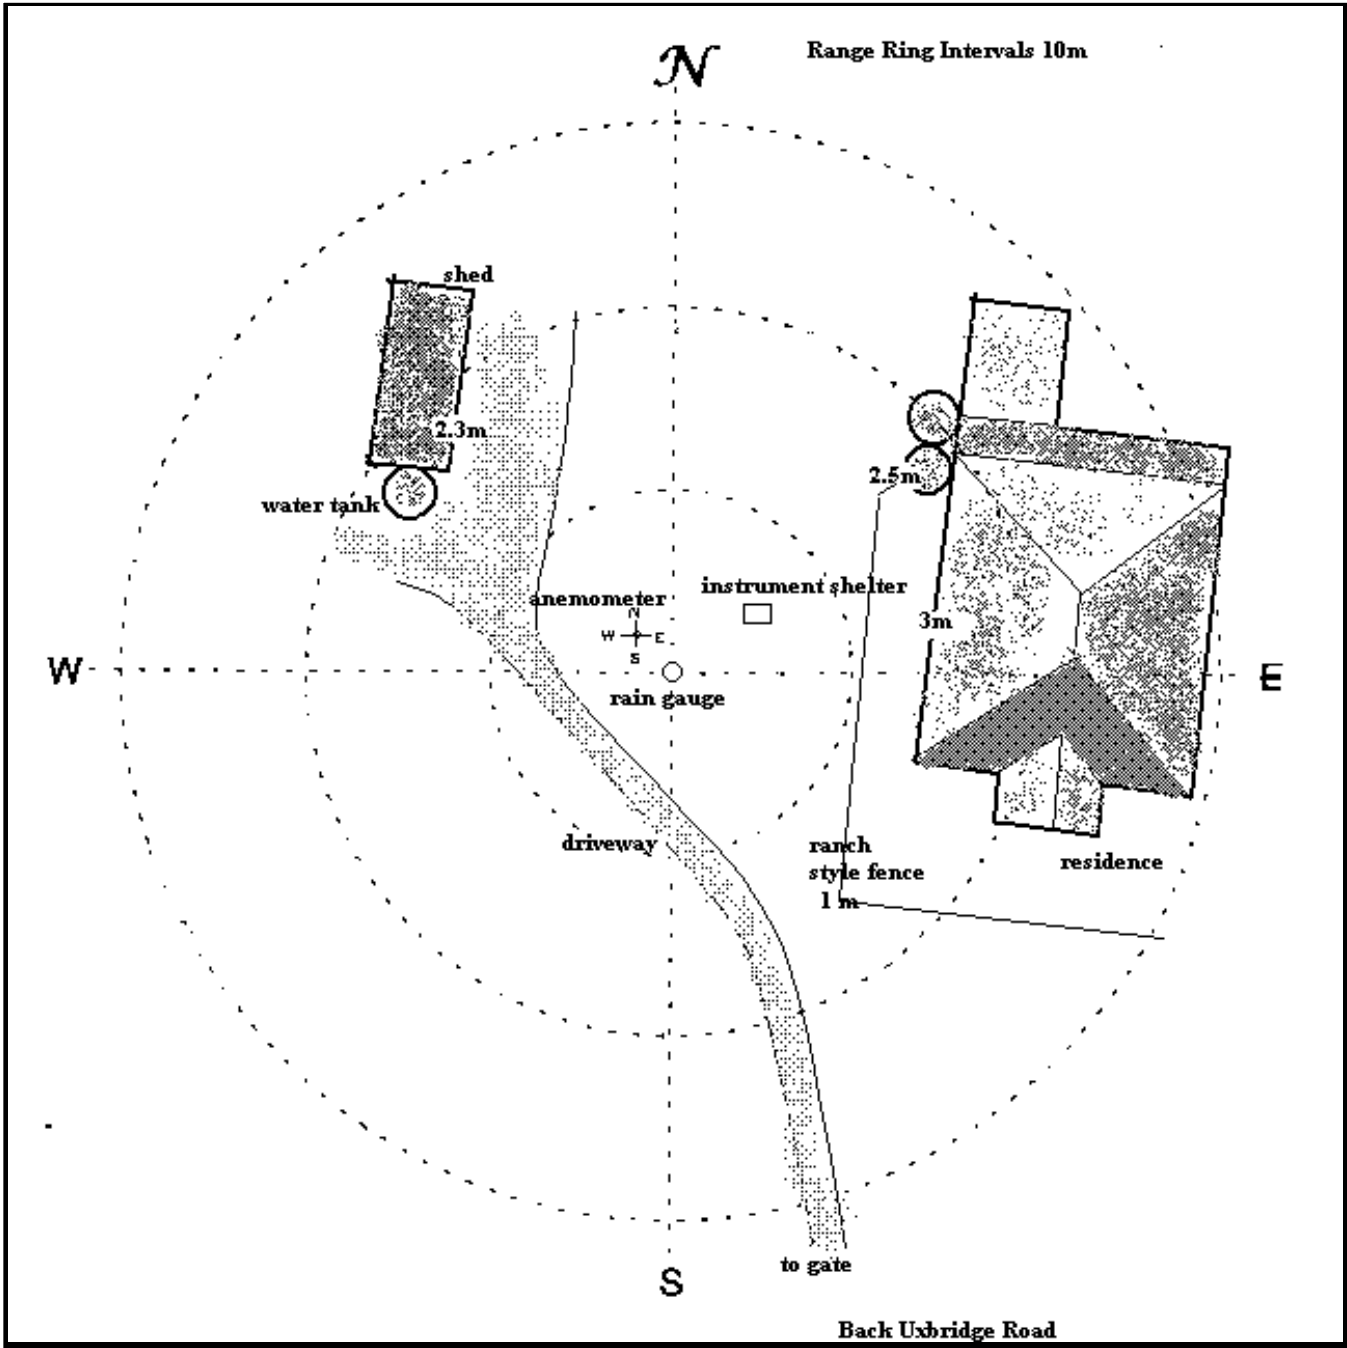 Range Ring Intervals 10m
N
shed
2.3m
2.5m
water tank
instrument shelter
anemometer
N
W E
S
3m
W
E
rain gauge
driveway
ranch
style fence
1 m
residence
to gate
S
Back Uxbridge Road